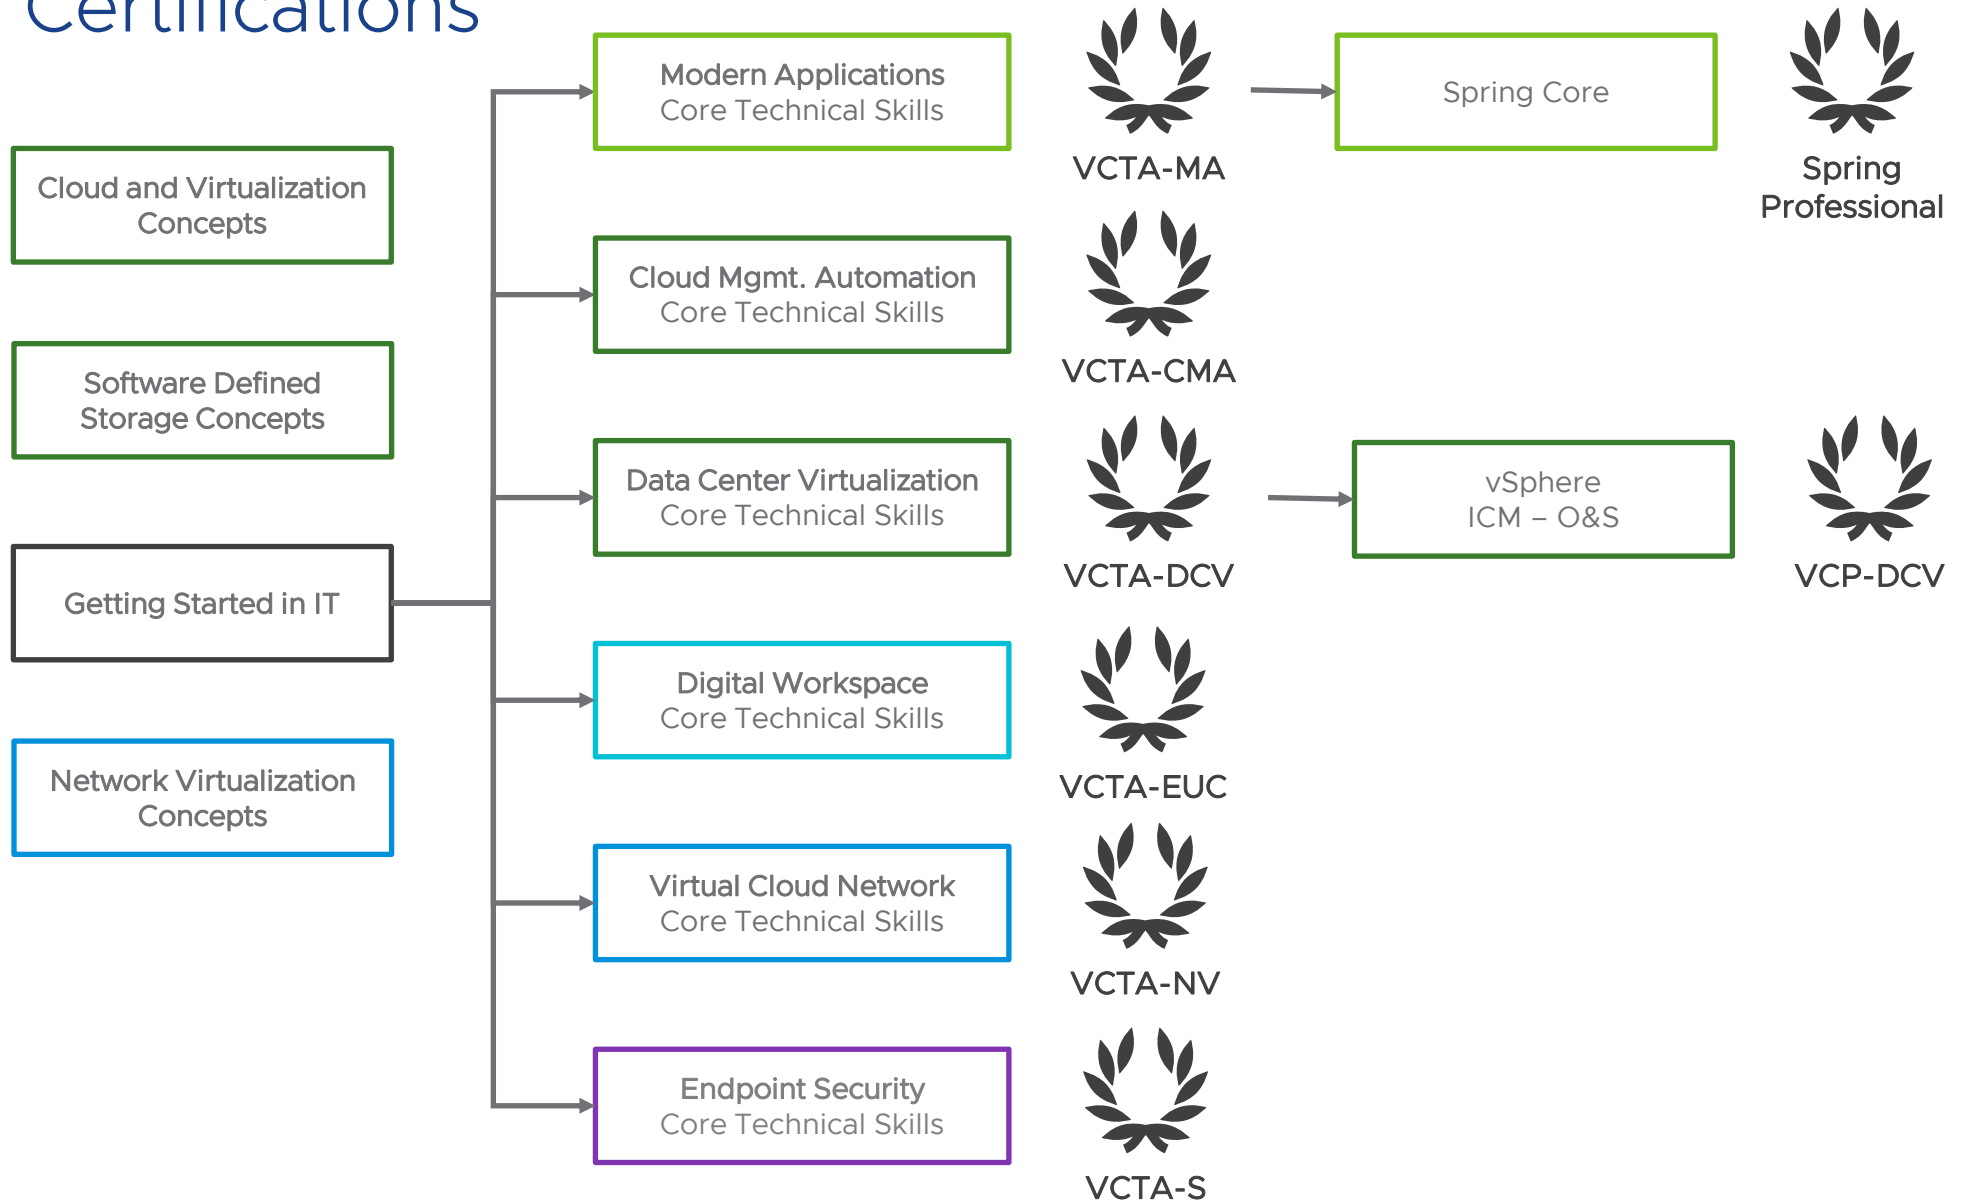 Certifications
Cloud and Virtualization
Concepts
Software Defined
Storage Concepts
Getting Started in IT
Network Virtualization
Concepts
Modern Applications
Core Technical Skills
VCTA-MA
Spring Core
Spring
Professional
Cloud Mgmt. Automation
Core Technical Skills
VCTA-CMA
Data Center Virtualization
Core Technical Skills
VCTA-DCV
vSphere
ICM – O&S
VCP-DCV
Digital Workspace
Core Technical Skills
VCTA-EUC
Virtual Cloud Network
Core Technical Skills
VCTA-NV
Endpoint Security
Core Technical Skills
VCTA-S